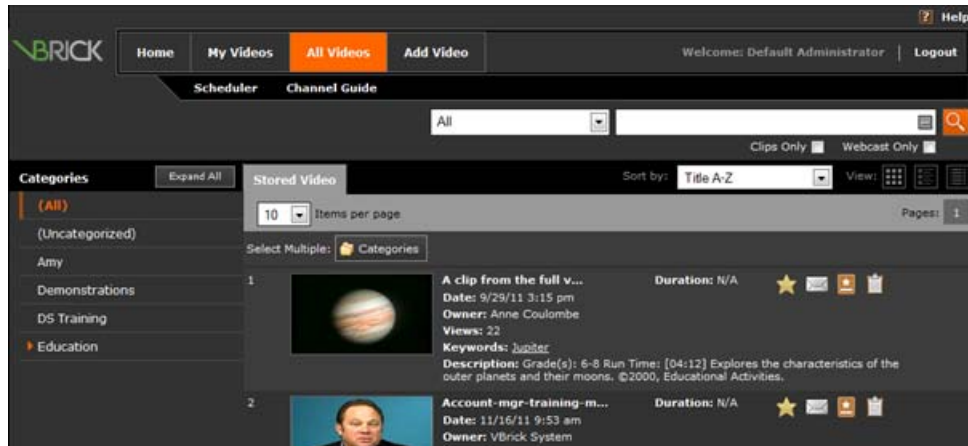 ? Help
VBRICK
Home My Videos All Videos Add Video Welcome: Default Administrator | Logout
Scheduler Channel Guide
All
Clips Only Webcast Only
Categories Expand All Stored Video Sort by: Title A-Z View:
(All)
10 Items per page Pages: 1
(Uncategorized)
Select Multiple: Categories
Amy
Demonstrations
DS Training
Education
1
A clip from the full v... Duration: N/A
Date: 9/29/11 3:15 pm
Owner: Anne Coulombe
Views: 22
Keywords: Jupiter
Description: Grade(s): 6-8 Run Time: [04:12] Explores the characteristics of the
outer planets and their moons. ©2000, Educational Activities.
2
Account-mgr-training-m... Duration: N/A
Date: 11/16/11 9:53 am
Owner: VBrick System